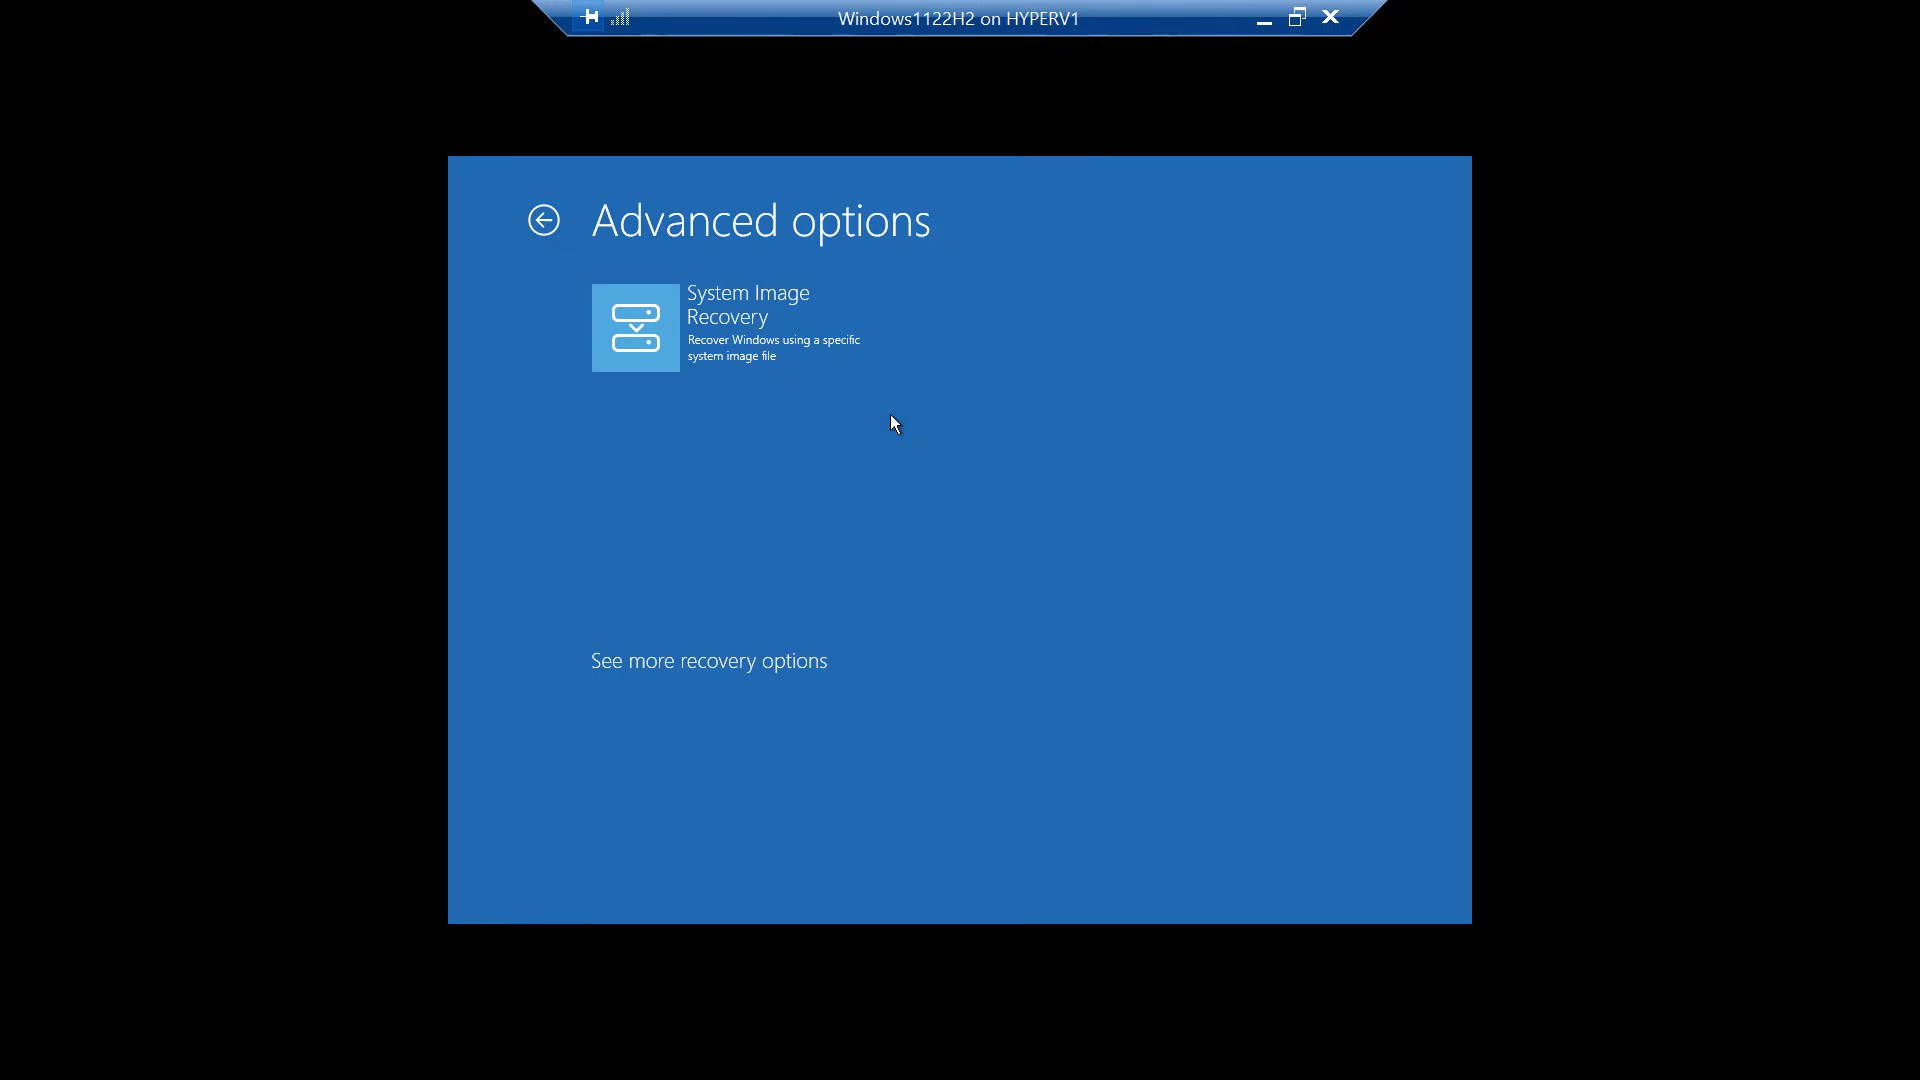 Windows1122H2 on HYPERV1
Advanced options
System Image
Recovery
Recover Windows using a specific
system image file
See more recovery options